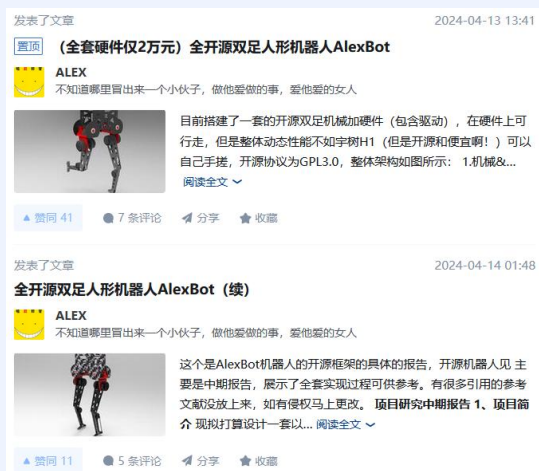 发表了文章 2024-04-13 13:41
置顶 （全套硬件仅2万元）全开源双足人形机器人AlexBot
ALEX
不知道哪里冒出来一个小伙子，做他爱做的事，爱他爱的女人
目前搭建了一套的开源双足机械加硬件（包含驱动），在硬件上可
行走，但是整体动态性能不如宇树H1（但是开源和便宜啊！）可以
自己手搓，开源协议为GPL3.0，整体架构如图所示： 1.机械&...
阅读全文
赞同 41 7 条评论 分享 收藏
发表了文章 2024-04-14 01:48
全开源双足人形机器人AlexBot（续）
ALEX
不知道哪里冒出来一个小伙子，做他爱做的事，爱他爱的女人
这个是AlexBot机器人的开源框架的具体的报告，开源机器人见 主
要是中期报告，展示了全套实现过程可供参考。有很多引用的参考
文献没放上来，如有侵权马上更改。 项目研究中期报告 1、项目简
介 现拟打算设计一套以... 阅读全文
赞同 11 5 条评论 分享 收藏